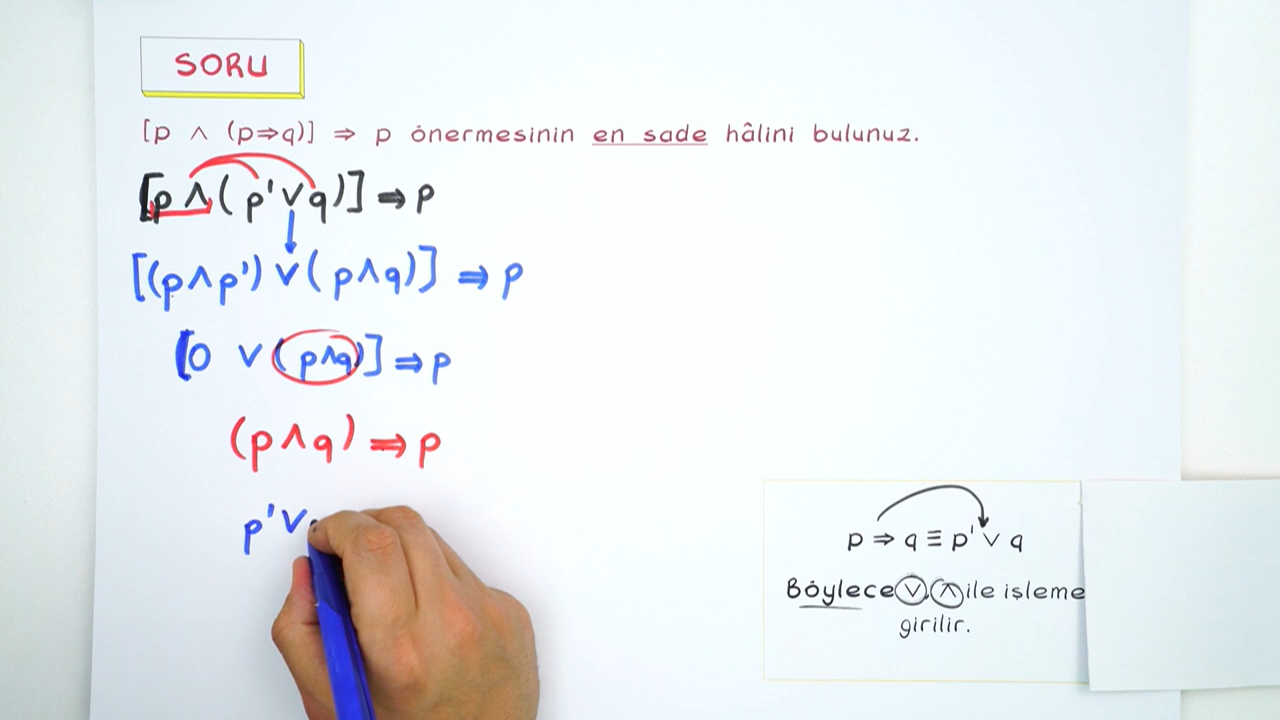 SORU
[p ∧ (p⇒q)] ⇒ p önermesinin en sade hâlini bulunuz.
[p ∧ ( p' ∨ q)] ⇒ p
[(p ∧ p') ∨ (p ∧ q)] ⇒ p
[0 ∨ (p∧q)] ⇒ p
(p ∧ q) ⇒ p
p' ∨
p ⇒ q ≡ p' ∨ q
Böylece ∨, ∧ ile işleme
girilir.